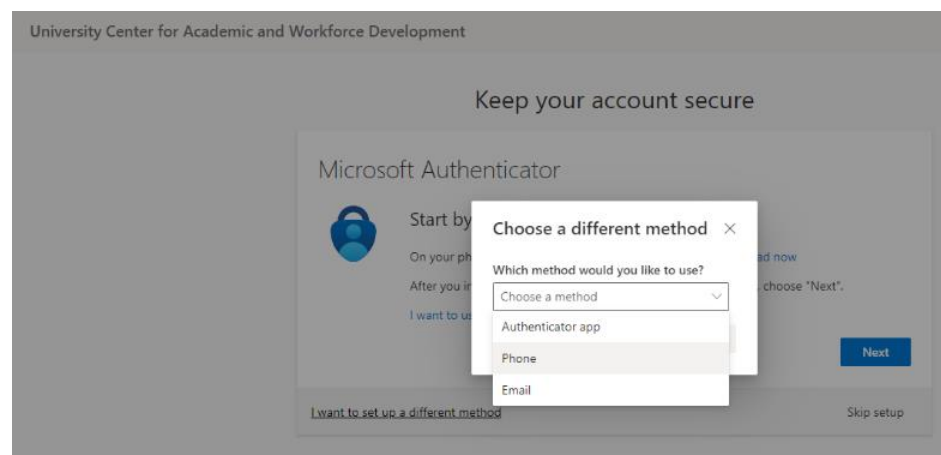 University Center for Academic and Workforce Development
Keep your account secure
Microsoft Authenticator
Start by
On your ph
ad now
After you in
, choose "Next".
I want to us
Choose a different method
Which method would you like to use?
Choose a method
Authenticator app
Phone
Email
Next
I want to set up a different method
Skip setup